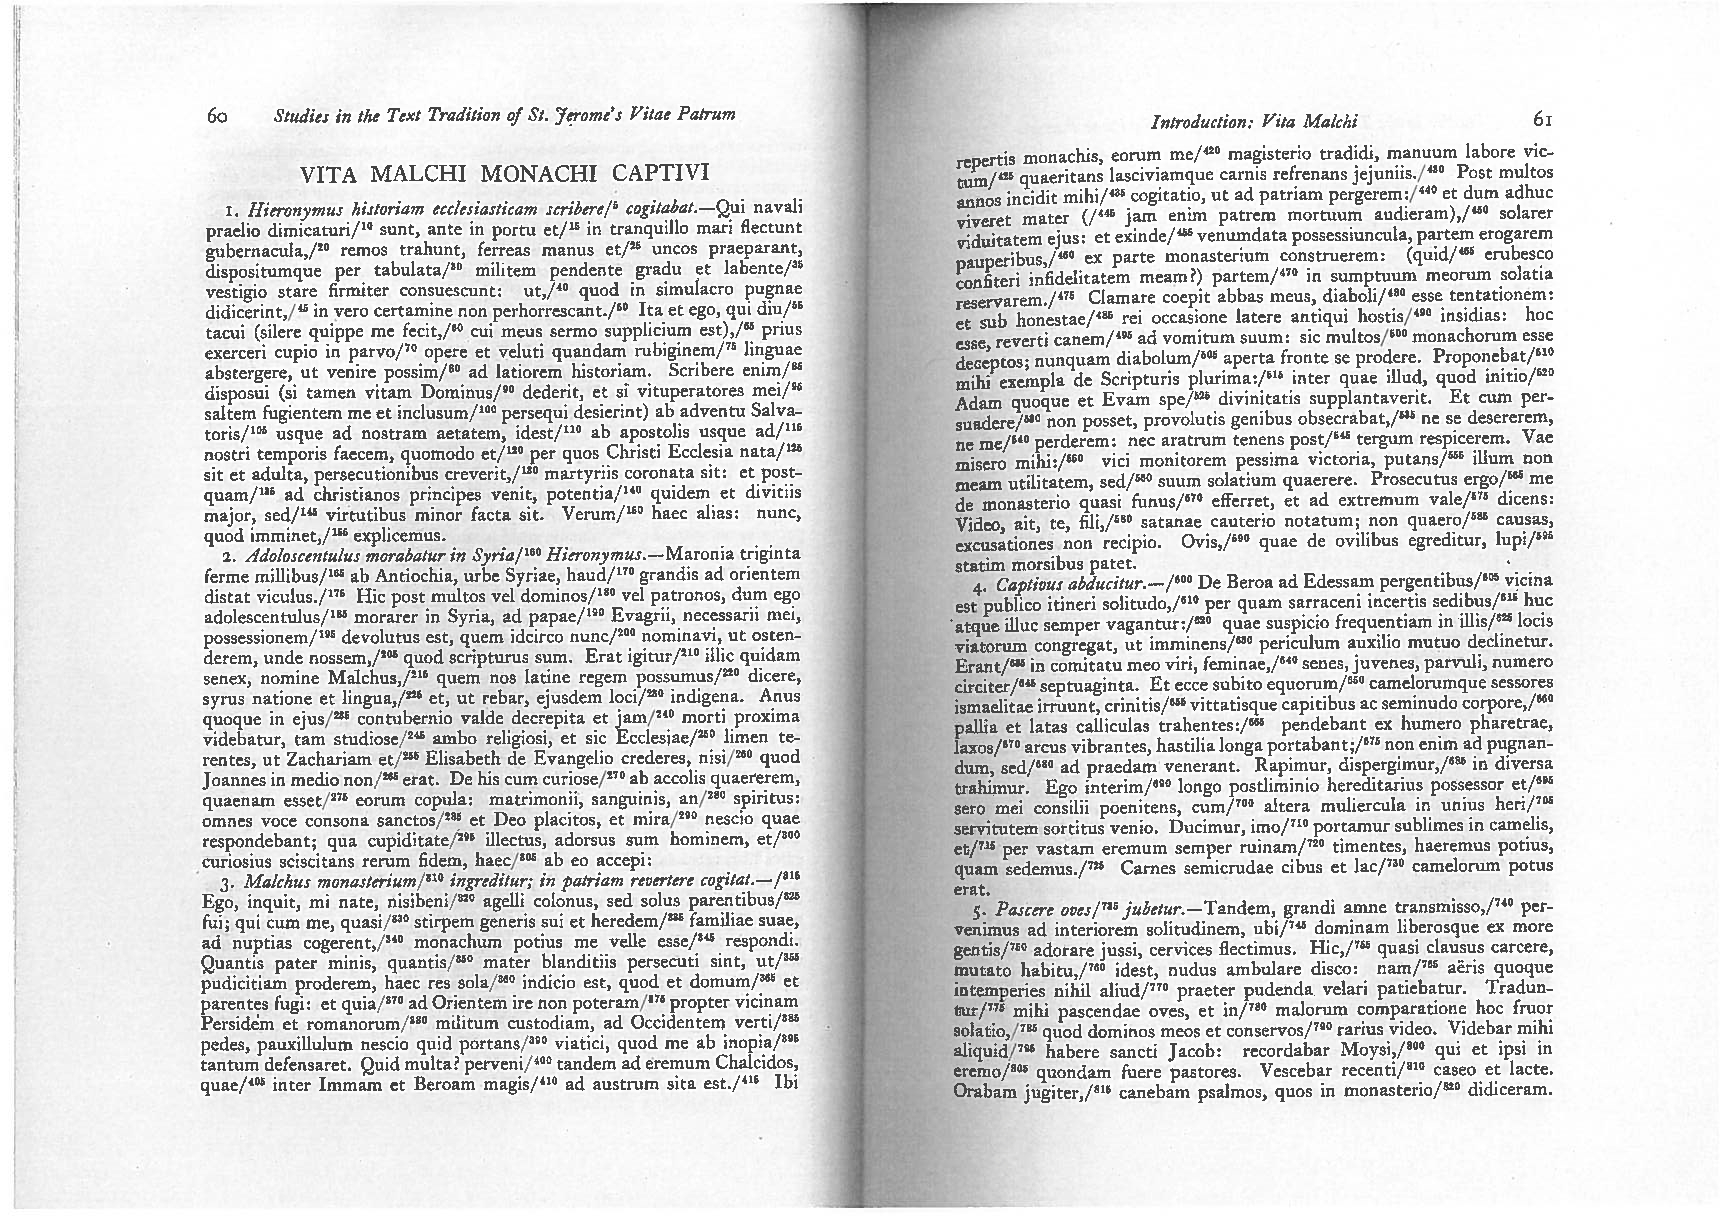 60 Studies in the Text Tradition of St. Jerome's Vitae Patrum
VITA MALCHI MONACHI CAPTIVI
1. Hieronymus historiam ecclesiasticam scribere/⁵ cogitabat.—Qui navali
praelio dimicaturi/¹⁰ sunt, ante in portu et/¹⁵ in tranquillo mari flectunt
gubernacula,/²⁰ remos trahunt, ferreas manus et/²⁵ uncos praeparant,
dispositumque per tabulata/³⁰ militem pendente gradu et labente/³⁵
vestigio stare firmiter consuescunt: ut,/⁴⁰ quod in simulacro pugnae
didicerint,/⁴⁵ in vero certamine non perhorrescant./⁵⁰ Ita et ego, qui diu/⁵⁵
tacui (silere quippe me fecit,/⁶⁰ cui meus sermo supplicium est),/⁶⁵ prius
exerceri cupio in parvo/⁷⁰ opere et veluti quandam rubiginem/⁷⁵ linguae
abstergere, ut venire possim/⁸⁰ ad latiorem historiam. Scribere enim/⁸⁵
disposui (si tamen vitam Dominus/⁹⁰ dederit, et si vituperatores mei/⁹⁵
saltem fugientem me et inclusum/¹⁰⁰ persequi desierint) ab adventu Salva-
toris/¹⁰⁵ usque ad nostram aetatem, idest/¹¹⁰ ab apostolis usque ad/¹¹⁵
nostri temporis faecem, quomodo et/¹²⁰ per quos Christi Ecclesia nata/¹²⁵
sit et adulta, persecutionibus creverit,/¹³⁰ martyriis coronata sit: et post-
quam/¹³⁵ ad christianos principes venit, potentia/¹⁴⁰ quidem et divitiis
major, sed/¹⁴⁵ virtutibus minor facta sit. Verum/¹⁵⁰ haec alias: nunc,
quod imminet,/¹⁵⁵ explicemus.
2. Adoloscentulus morabatur in Syria/¹⁶⁰ Hieronymus.—Maronia triginta
ferme millibus/¹⁶⁵ ab Antiochia, urbe Syriae, haud/¹⁷⁰ grandis ad orientem
distat viculus./¹⁷⁵ Hic post multos vel dominos/¹⁸⁰ vel patronos, dum ego
adolescentulus/¹⁸⁵ morarer in Syria, ad papae/¹⁹⁰ Evagrii, necessarii mei,
possessionem/¹⁹⁵ devolutus est, quem idcirco nunc/²⁰⁰ nominavi, ut osten-
derem, unde nossem,/²⁰⁵ quod scripturus sum. Erat igitur/²¹⁰ illic quidam
senex, nomine Malchus,/²¹⁵ quem nos latine regem possumus/²²⁰ dicere,
syrus natione et lingua,/²²⁵ et, ut rebar, ejusdem loci/²³⁰ indigena. Anus
quoque in ejus/²³⁵ contubernio valde decrepita et jam/²⁴⁰ morti proxima
videbatur, tam studiose/²⁴⁵ ambo religiosi, et sic Ecclesiae/²⁵⁰ limen te-
rentes, ut Zachariam et/²⁵⁵ Elisabeth de Evangelio crederes, nisi/²⁶⁰ quod
Joannes in medio non/²⁶⁵ erat. De his cum curiose/²⁷⁰ ab accolis quaererem,
quaenam esset/²⁷⁵ eorum copula: matrimonii, sanguinis, an/²⁸⁰ spiritus:
omnes voce consona sanctos/²⁸⁵ et Deo placitos, et mira/²⁹⁰ nescio quae
respondebant; qua cupiditate/²⁹⁵ illectus, adorsus sum hominem, et/³⁰⁰
curiosius sciscitans rerum fidem, haec/³⁰⁵ ab eo accepi:
3. Malchus monasterium/³¹⁰ ingreditur; in patriam revertere cogitat.—/³¹⁵
Ego, inquit, mi nate, nisibeni/³²⁰ agelli colonus, sed solus parentibus/³²⁵
fui; qui cum me, quasi/³³⁰ stirpem generis sui et heredem/³³⁵ familiae suae,
ad nuptias cogerent,/³⁴⁰ monachum potius me velle esse/³⁴⁵ respondi.
Quantis pater minis, quantis/³⁵⁰ mater blanditiis persecuti sint, ut/³⁵⁵
pudicitiam proderem, haec res sola/³⁶⁰ indicio est, quod et domum/³⁶⁵ et
parentes fugi: et quia/³⁷⁰ ad Orientem ire non poteram/³⁷⁵ propter vicinam
Persidem et romanorum/³⁸⁰ militum custodiam, ad Occidentem verti/³⁸⁵
pedes, pauxillulum nescio quid portans/³⁹⁰ viatici, quod me ab inopia/³⁹⁵
tantum defensaret. Quid multa? perveni/⁴⁰⁰ tandem ad eremum Chalcidos,
quae/⁴⁰⁵ inter Immam et Beroam magis/⁴¹⁰ ad austrum sita est./⁴¹⁵ Ibi
Introduction: Vita Malchi 61
repertis monachis, eorum me/⁴²⁰ magisterio tradidi, manuum labore vic-
tum/⁴²⁵ quaeritans lasciviamque carnis refrenans jejuniis./⁴³⁰ Post multos
annos incidit mihi/⁴³⁵ cogitatio, ut ad patriam pergerem:/⁴⁴⁰ et dum adhuc
viveret mater (/⁴⁴⁵ jam enim patrem mortuum audieram),/⁴⁵⁰ solarer
viduitatem ejus: et exinde/⁴⁵⁵ venumdata possessiuncula, partem erogarem
pauperibus,/⁴⁶⁰ ex parte monasterium construerem: (quid/⁴⁶⁵ erubesco
confiteri infidelitatem meam?) partem/⁴⁷⁰ in sumptuum meorum solatia
reservarem./⁴⁷⁵ Clamare coepit abbas meus, diaboli/⁴⁸⁰ esse tentationem:
et sub honestae/⁴⁸⁵ rei occasione latere antiqui hostis/⁴⁹⁰ insidias: hoc
esse, reverti canem/⁴⁹⁵ ad vomitum suum: sic multos/⁵⁰⁰ monachorum esse
deceptos; nunquam diabolum/⁵⁰⁵ aperta fronte se prodere. Proponebat/⁵¹⁰
mihi exempla de Scripturis plurima:/⁵¹⁵ inter quae illud, quod initio/⁵²⁰
Adam quoque et Evam spe/⁵²⁵ divinitatis supplantaverit. Et cum per-
suadere/⁵³⁰ non posset, provolutis genibus obsecrabat,/⁵³⁵ ne se desererem,
ne me/⁵⁴⁰ perderem: nec aratrum tenens post/⁵⁴⁵ tergum respicerem. Vae
misero mihi:/⁵⁵⁰ vici monitorem pessima victoria, putans/⁵⁵⁵ illum non
meam utilitatem, sed/⁵⁶⁰ suum solatium quaerere. Prosecutus ergo/⁵⁶⁵ me
de monasterio quasi funus/⁵⁷⁰ efferret, et ad extremum vale/⁵⁷⁵ dicens:
Video, ait, te, fili,/⁵⁸⁰ satanae cauterio notatum; non quaero/⁵⁸⁵ causas,
excusationes non recipio. Ovis,/⁵⁹⁰ quae de ovilibus egreditur, lupi/⁵⁹⁵
statim morsibus patet.
4. Captivus abducitur.—/⁶⁰⁰ De Beroa ad Edessam pergentibus/⁶⁰⁵ vicina
est publico itineri solitudo,/⁶¹⁰ per quam sarraceni incertis sedibus/⁶¹⁵ huc
atque illuc semper vagantur:/⁶²⁰ quae suspicio frequentiam in illis/⁶²⁵ locis
viatorum congregat, ut imminens/⁶³⁰ periculum auxilio mutuo declinetur.
Erant/⁶³⁵ in comitatu meo viri, feminae,/⁶⁴⁰ senes, juvenes, parvuli, numero
circiter/⁶⁴⁵ septuaginta. Et ecce subito equorum/⁶⁵⁰ camelorumque sessores
ismaelitae irruunt, crinitis/⁶⁵⁵ vittatisque capitibus ac seminudo corpore,/⁶⁶⁰
pallia et latas calliculas trahentes:/⁶⁶⁵ pendebant ex humero pharetrae,
laxos/⁶⁷⁰ arcus vibrantes, hastilia longa portabant;/⁶⁷⁵ non enim ad pugnan-
dum, sed/⁶⁸⁰ ad praedam venerant. Rapimur, dispergimur,/⁶⁸⁵ in diversa
trahimur. Ego interim/⁶⁹⁰ longo postliminio hereditarius possessor et/⁶⁹⁵
sero mei consilii poenitens, cum/⁷⁰⁰ altera muliercula in unius heri/⁷⁰⁵
servitutem sortitus venio. Ducimur, imo/⁷¹⁰ portamur sublimes in camelis,
et/⁷¹⁵ per vastam eremum semper ruinam/⁷²⁰ timentes, haeremus potius,
quam sedemus./⁷²⁵ Carnes semicrudae cibus et lac/⁷³⁰ camelorum potus
erat.
5. Pascere oves/⁷³⁵ jubetur.—Tandem, grandi amne transmisso,/⁷⁴⁰ per-
venimus ad interiorem solitudinem, ubi/⁷⁴⁵ dominam liberosque ex more
gentis/⁷⁵⁰ adorare jussi, cervices flectimus. Hic,/⁷⁵⁵ quasi clausus carcere,
mutato habitu,/⁷⁶⁰ idest, nudus ambulare disco: nam/⁷⁶⁵ aëris quoque
intemperies nihil aliud/⁷⁷⁰ praeter pudenda velari patiebatur. Tradun-
tur/⁷⁷⁵ mihi pascendae oves, et in/⁷⁸⁰ malorum comparatione hoc fruor
solatio,/⁷⁸⁵ quod dominos meos et conservos/⁷⁹⁰ rarius video. Videbar mihi
aliquid/⁷⁹⁵ habere sancti Jacob: recordabar Moysi,/⁸⁰⁰ qui et ipsi in
eremo/⁸⁰⁵ quondam fuere pastores. Vescebar recenti/⁸¹⁰ caseo et lacte.
Orabam jugiter,/⁸¹⁵ canebam psalmos, quos in monasterio/⁸²⁰ didiceram.